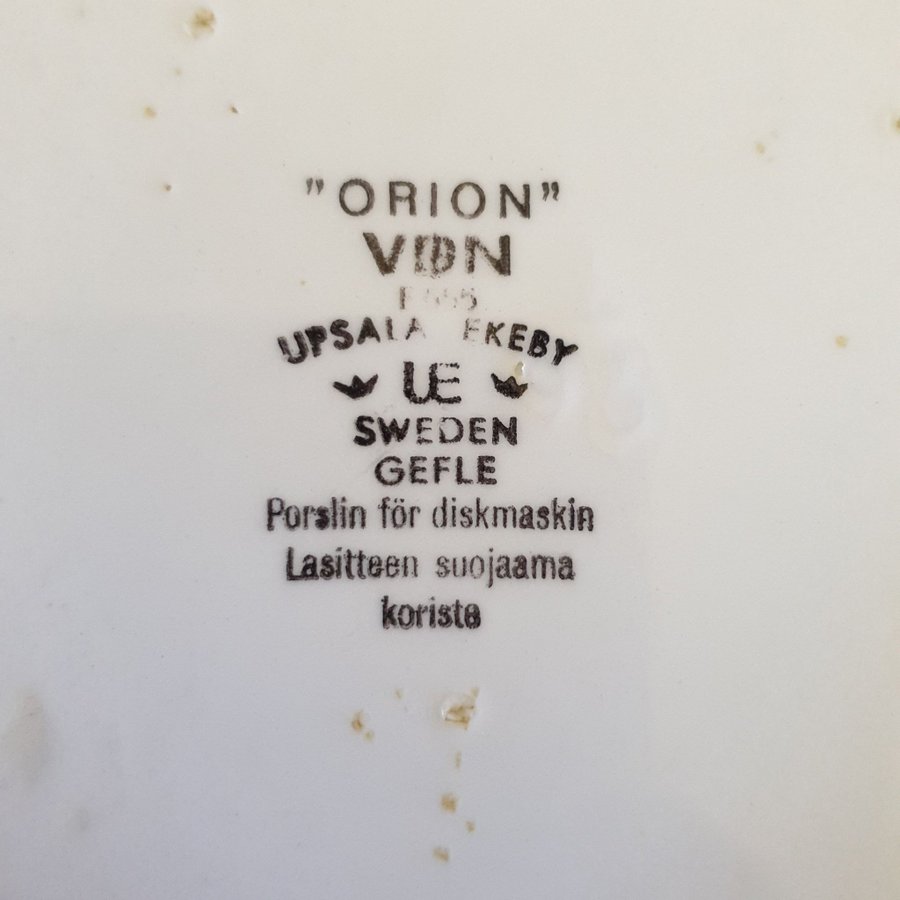 "ORION"
VDN
UPSALA EKEBY
UE
SWEDEN
GEFLE
Porslin för diskmaskin
Lasitteen suojaama
koriste